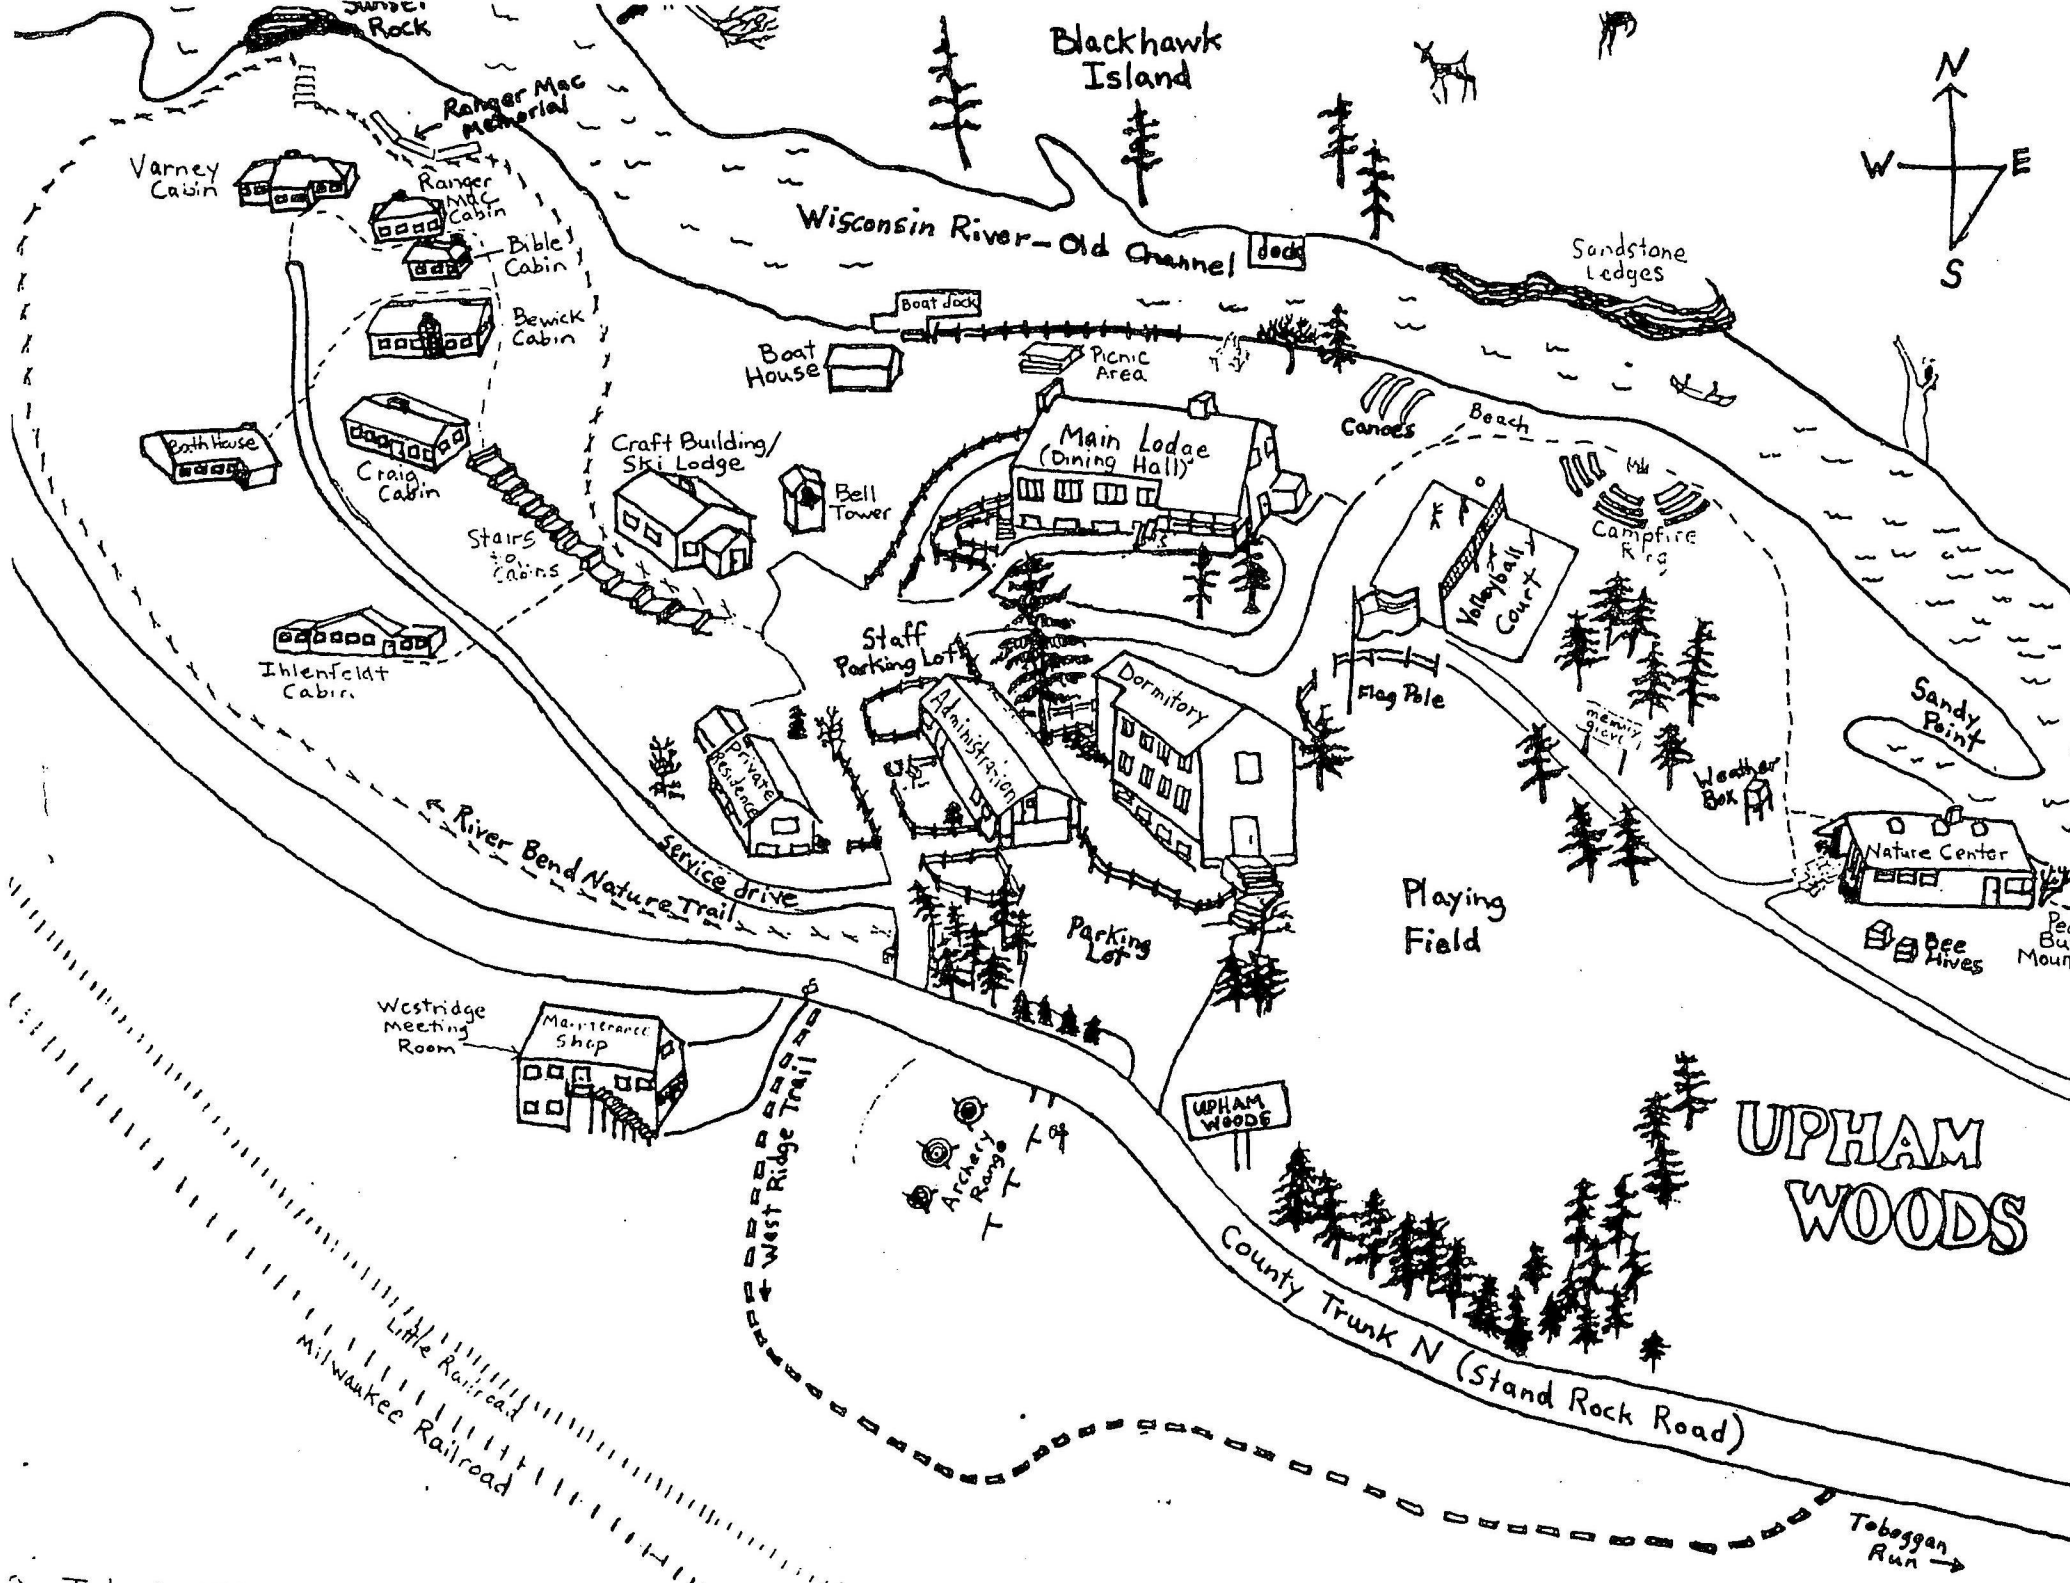 Sunset
Rock
Ranger Mac
Memorial
Blackhawk
Island
N
W
E
S
Varney
Cabin
Ranger
Mac
Cabin
Bible
Cabin
Bewick
Cabin
Wisconsin River-Old Channel
dock
Sandstone
Ledges
Boat dock
Boat
House
Picnic
Area
Canoes
Beach
Bath House
Craig
Cabin
Craft Building/
Ski Lodge
Bell
Tower
Main Lodge
(Dining Hall)
Campfire
Ring
Volleyball
Court
Stairs
to
Cabins
Ihlenfeldt
Cabin
Staff
Parking Lot
Flag Pole
Dormitory
Administration
Private
Residence
memory
grove
Weather
Box
Sandy
Point
Nature Center
Bee
Hives
Pe
Bu
Moun
River Bend Nature Trail
Service drive
Parking
Lot
Playing
Field
Westridge
Meeting
Room
Maintenance
Shop
West Ridge Trail
Archery
Range
UPHAM
WOODS
UPHAM
WOODS
County Trunk N (Stand Rock Road)
Little Railroad
Milwaukee Railroad
Toboggan
Run